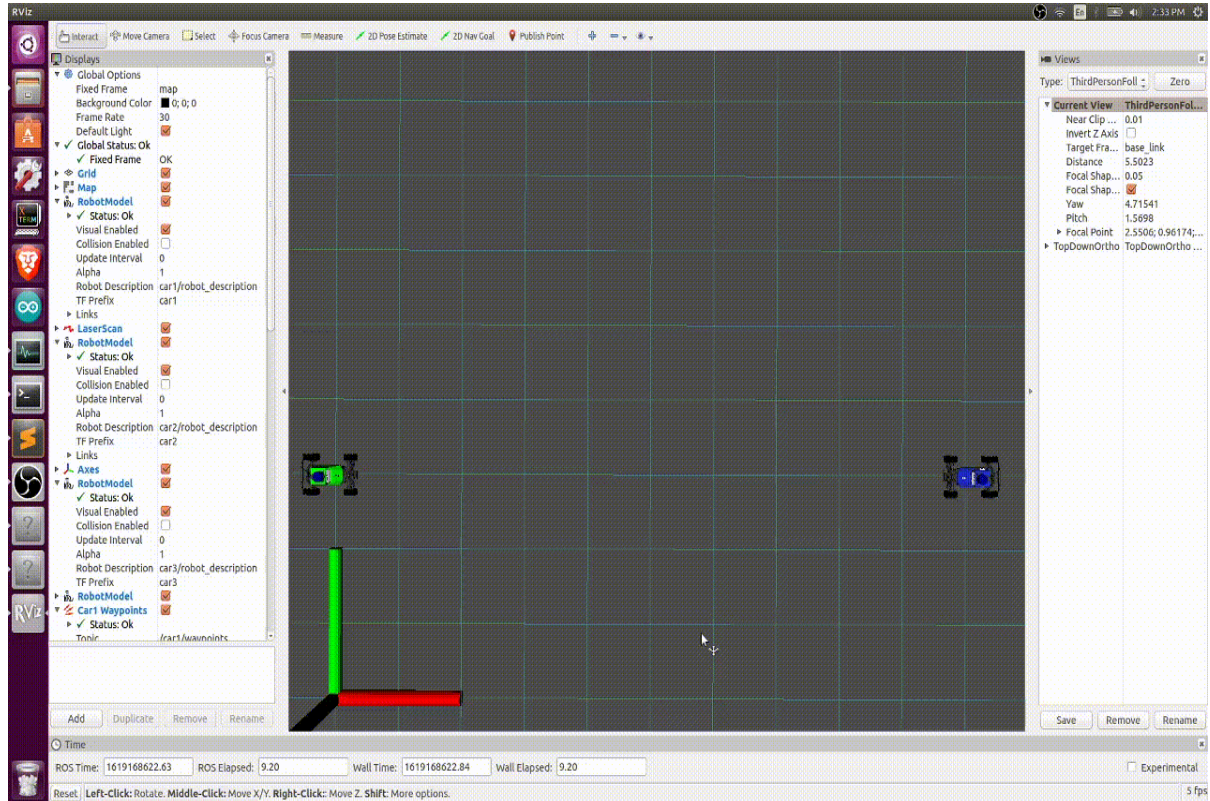 RViz
En
2:33 PM
Interact Move Camera Select Focus Camera Measure 2D Pose Estimate 2D Nav Goal Publish Point
Displays
Global Options
Fixed Frame map
Background Color 0; 0; 0
Frame Rate 30
Default Light
Global Status: Ok
Fixed Frame OK
Grid
Map
RobotModel
Status: Ok
Visual Enabled
Collision Enabled
Update Interval 0
Alpha 1
Robot Description car1/robot_description
TF Prefix car1
Links
LaserScan
RobotModel
Status: Ok
Visual Enabled
Collision Enabled
Update Interval 0
Alpha 1
Robot Description car2/robot_description
TF Prefix car2
Links
Axes
RobotModel
Status: Ok
Visual Enabled
Collision Enabled
Update Interval 0
Alpha 1
Robot Description car3/robot_description
TF Prefix car3
RobotModel
Car1 Waypoints
Status: Ok
Topic /car1/waypoints
Add Duplicate Remove Rename
Views
Type: ThirdPersonFoll Zero
Current View ThirdPersonFol...
Near Clip ... 0.01
Invert Z Axis
Target Fra... base_link
Distance 5.5023
Focal Shap... 0.05
Focal Shap...
Yaw 4.71541
Pitch 1.5698
Focal Point 2.5506; 0.96174;...
TopDownOrtho TopDownOrtho ...
Save Remove Rename
Time
ROS Time: 1619168622.63 ROS Elapsed: 9.20 Wall Time: 1619168622.84 Wall Elapsed: 9.20 Experimental
Reset Left-Click: Rotate. Middle-Click: Move X/Y. Right-Click:: Move Z. Shift: More options. 5 fps
TERM
RViz